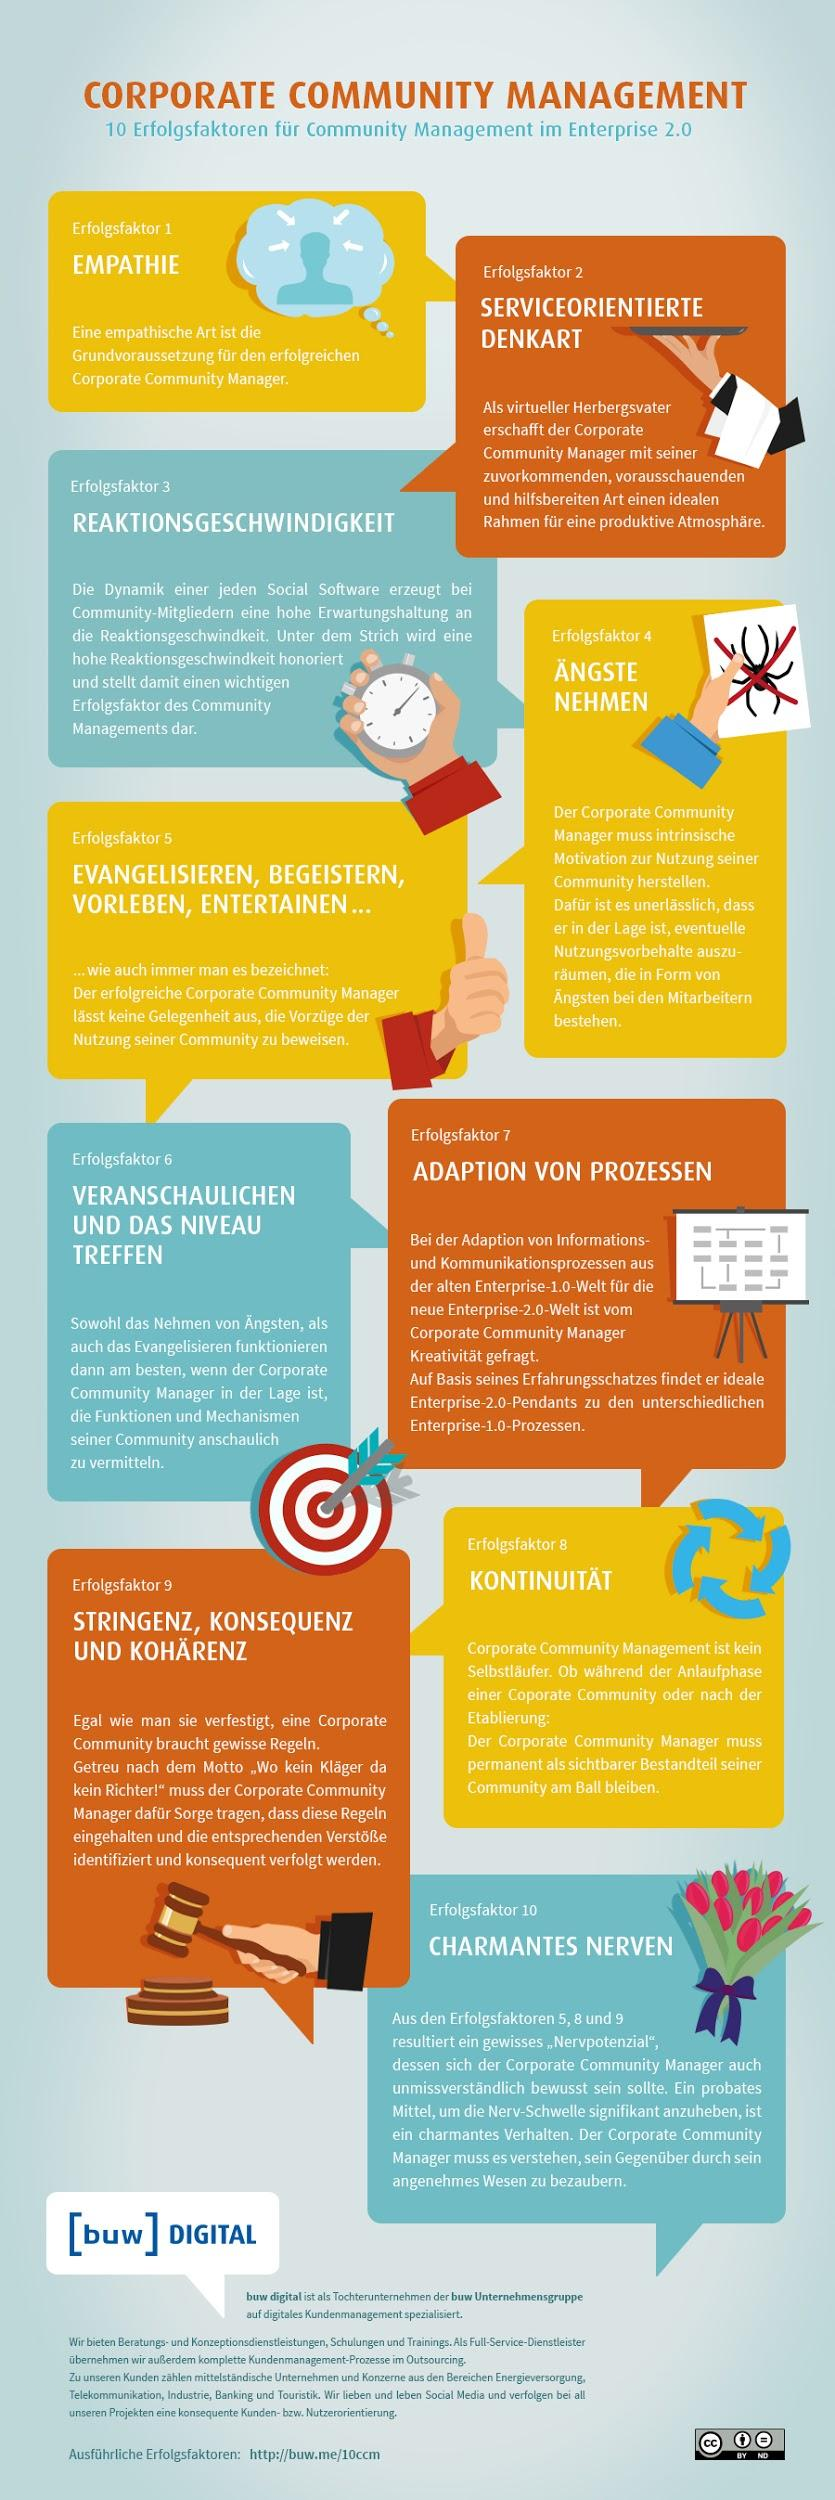 CORPORATE COMMUNITY MANAGEMENT
10 Erfolgsfaktoren für Community Management im Enterprise 2.0
Erfolgsfaktor 1
EMPATHIE
Eine empathische Art ist die
Grundvoraussetzung für den erfolgreichen
Corporate Community Manager.
Erfolgsfaktor 2
SERVICEORIENTIERTE
DENKART
Als virtueller Herbergsvater
erschafft der Corporate
Community Manager mit seiner
zuvorkommenden, vorausschauenden
und hilfsbereiten Art einen idealen
Rahmen für eine produktive Atmosphäre.
Erfolgsfaktor 3
REAKTIONSGESCHWINDIGKEIT
Die Dynamik einer jeden Social Software erzeugt bei
Community-Mitgliedern eine hohe Erwartungshaltung an
die Reaktionsgeschwindkeit. Unter dem Strich wird eine
hohe Reaktionsgeschwindkeit honoriert
und stellt damit einen wichtigen
Erfolgsfaktor des Community
Managements dar.
Erfolgsfaktor 4
ÄNGSTE
NEHMEN
Der Corporate Community
Manager muss intrinsische
Motivation zur Nutzung seiner
Community herstellen.
Dafür ist es unerlässlich, dass
er in der Lage ist, eventuelle
Nutzungsvorbehalte auszu-
räumen, die in Form von
Ängsten bei den Mitarbeitern
bestehen.
Erfolgsfaktor 5
EVANGELISIEREN, BEGEISTERN,
VORLEBEN, ENTERTAINEN ...
... wie auch immer man es bezeichnet:
Der erfolgreiche Corporate Community Manager
lässt keine Gelegenheit aus, die Vorzüge der
Nutzung seiner Community zu beweisen.
Erfolgsfaktor 6
VERANSCHAULICHEN
UND DAS NIVEAU
TREFFEN
Sowohl das Nehmen von Ängsten, als
auch das Evangelisieren funktionieren
dann am besten, wenn der Corporate
Community Manager in der Lage ist,
die Funktionen und Mechanismen
seiner Community anschaulich
zu vermitteln.
Erfolgsfaktor 7
ADAPTION VON PROZESSEN
Bei der Adaption von Informations-
und Kommunikationsprozessen aus
der alten Enterprise-1.0-Welt für die
neue Enterprise-2.0-Welt ist vom
Corporate Community Manager
Kreativität gefragt.
Auf Basis seines Erfahrungsschatzes findet er ideale
Enterprise-2.0-Pendants zu den unterschiedlichen
Enterprise-1.0-Prozessen.
Erfolgsfaktor 8
KONTINUITÄT
Corporate Community Management ist kein
Selbstläufer. Ob während der Anlaufphase
einer Coporate Community oder nach der
Etablierung:
Der Corporate Community Manager muss
permanent als sichtbarer Bestandteil seiner
Community am Ball bleiben.
Erfolgsfaktor 9
STRINGENZ, KONSEQUENZ
UND KOHÄRENZ
Egal wie man sie verfestigt, eine Corporate
Community braucht gewisse Regeln.
Getreu nach dem Motto „Wo kein Kläger da
kein Richter!“ muss der Corporate Community
Manager dafür Sorge tragen, dass diese Regeln
eingehalten und die entsprechenden Verstöße
identifiziert und konsequent verfolgt werden.
Erfolgsfaktor 10
CHARMANTES NERVEN
Aus den Erfolgsfaktoren 5, 8 und 9
resultiert ein gewisses „Nervpotenzial“,
dessen sich der Corporate Community Manager auch
unmissverständlich bewusst sein sollte. Ein probates
Mittel, um die Nerv-Schwelle signifikant anzuheben, ist
ein charmantes Verhalten. Der Corporate Community
Manager muss es verstehen, sein Gegenüber durch sein
angenehmes Wesen zu bezaubern.
[buw] DIGITAL
buw digital ist als Tochterunternehmen der buw Unternehmensgruppe
auf digitales Kundenmanagement spezialisiert.
Wir bieten Beratungs- und Konzeptionsdienstleistungen, Schulungen und Trainings. Als Full-Service-Dienstleister
übernehmen wir außerdem komplette Kundenmanagement-Prozesse im Outsourcing.
Zu unseren Kunden zählen mittelständische Unternehmen und Konzerne aus den Bereichen Energieversorgung,
Telekommunikation, Industrie, Banking und Touristik. Wir lieben und leben Social Media und verfolgen bei all
unseren Projekten eine konsequente Kunden- bzw. Nutzerorientierung.
Ausführliche Erfolgsfaktoren: http://buw.me/10ccm
cc
BY ND